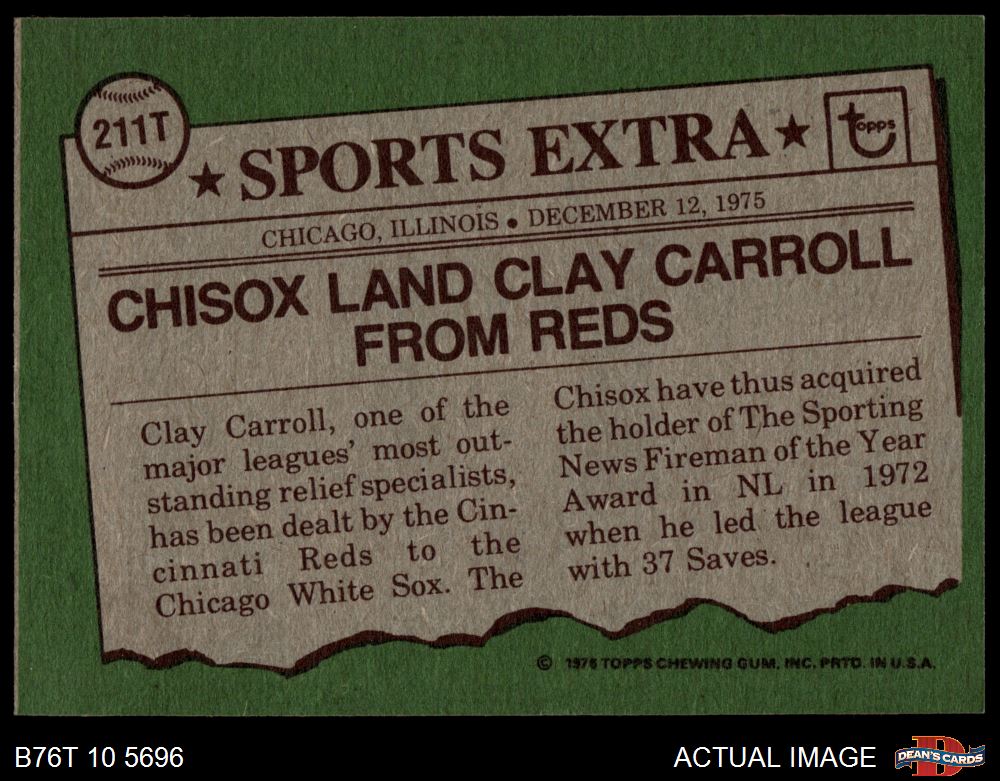 211T
★ SPORTS EXTRA ★
topps
CHICAGO, ILLINOIS • DECEMBER 12, 1975
CHISOX LAND CLAY CARROLL
FROM REDS
Clay Carroll, one of the
major leagues' most out-
standing relief specialists,
has been dealt by the Cin-
cinnati Reds to the
Chicago White Sox. The
Chisox have thus acquired
the holder of The Sporting
News Fireman of the Year
Award in NL in 1972
when he led the league
with 37 Saves.
© 1976 TOPPS CHEWING GUM, INC. PRTD. IN U.S.A.
B76T 10 5696
ACTUAL IMAGE
D
DEAN'S CARDS